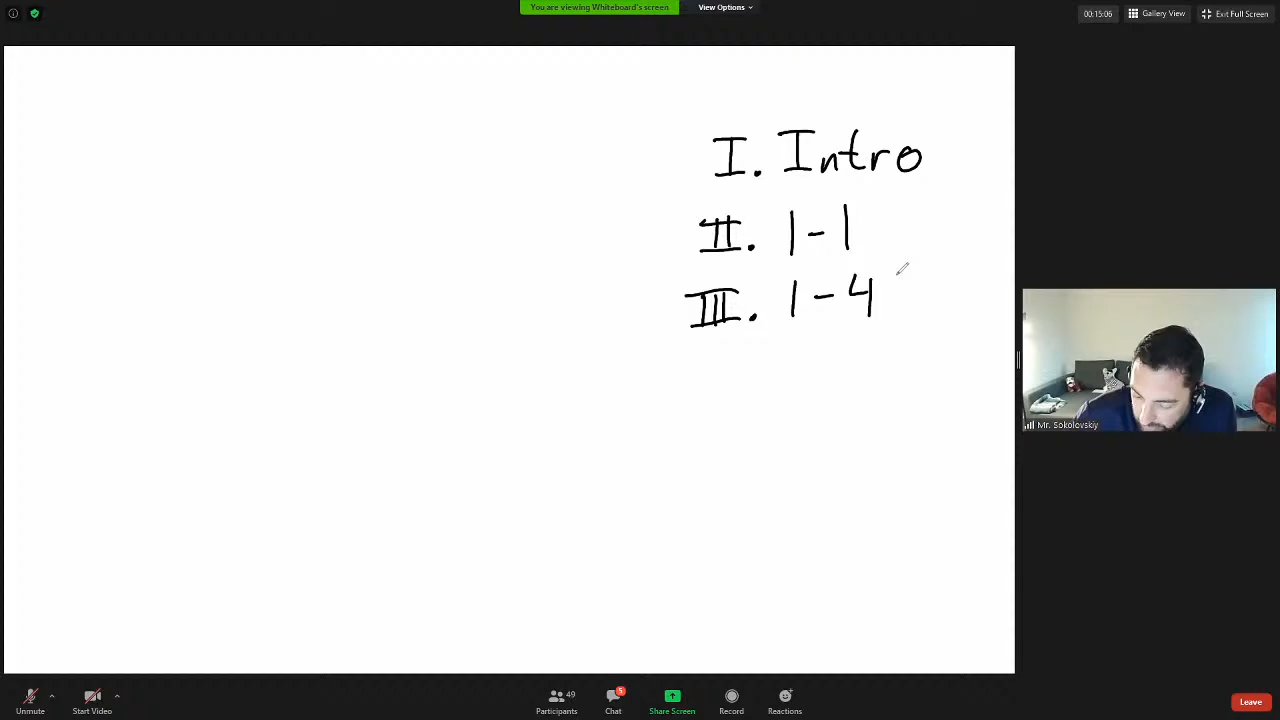 You are viewing Whiteboard's screen
View Options
00:15:06
Gallery View
Exit Full Screen
I. Intro
II. 1-1
III. 1-4
Mr. Sokolovskiy
Unmute
Start Video
49
Participants
5
Chat
Share Screen
Record
Reactions
Leave